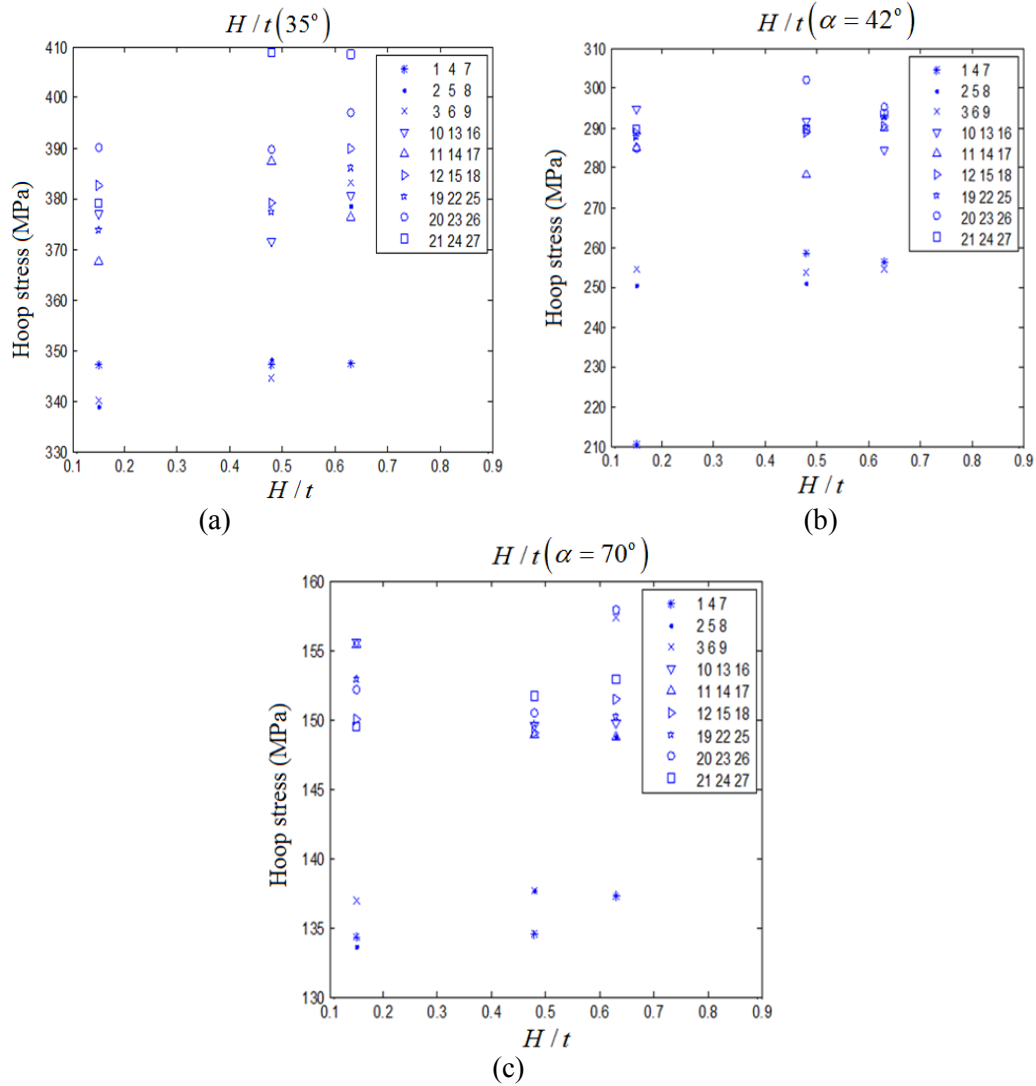 H / t (35°)
410
400
390
380
370
360
350
340
330
Hoop stress (MPa)
1 4 7
2 5 8
3 6 9
10 13 16
11 14 17
12 15 18
19 22 25
20 23 26
21 24 27
0.1 0.2 0.3 0.4 0.5 0.6 0.7 0.8 0.9
H / t
(a)
H / t (α = 42°)
310
300
290
280
270
260
250
240
230
220
210
Hoop stress (MPa)
1 4 7
2 5 8
3 6 9
10 13 16
11 14 17
12 15 18
19 22 25
20 23 26
21 24 27
0.1 0.2 0.3 0.4 0.5 0.6 0.7 0.8 0.9
H / t
(b)
H / t (α = 70°)
160
155
150
145
140
135
130
Hoop stress (MPa)
1 4 7
2 5 8
3 6 9
10 13 16
11 14 17
12 15 18
19 22 25
20 23 26
21 24 27
0.1 0.2 0.3 0.4 0.5 0.6 0.7 0.8 0.9
H / t
(c)